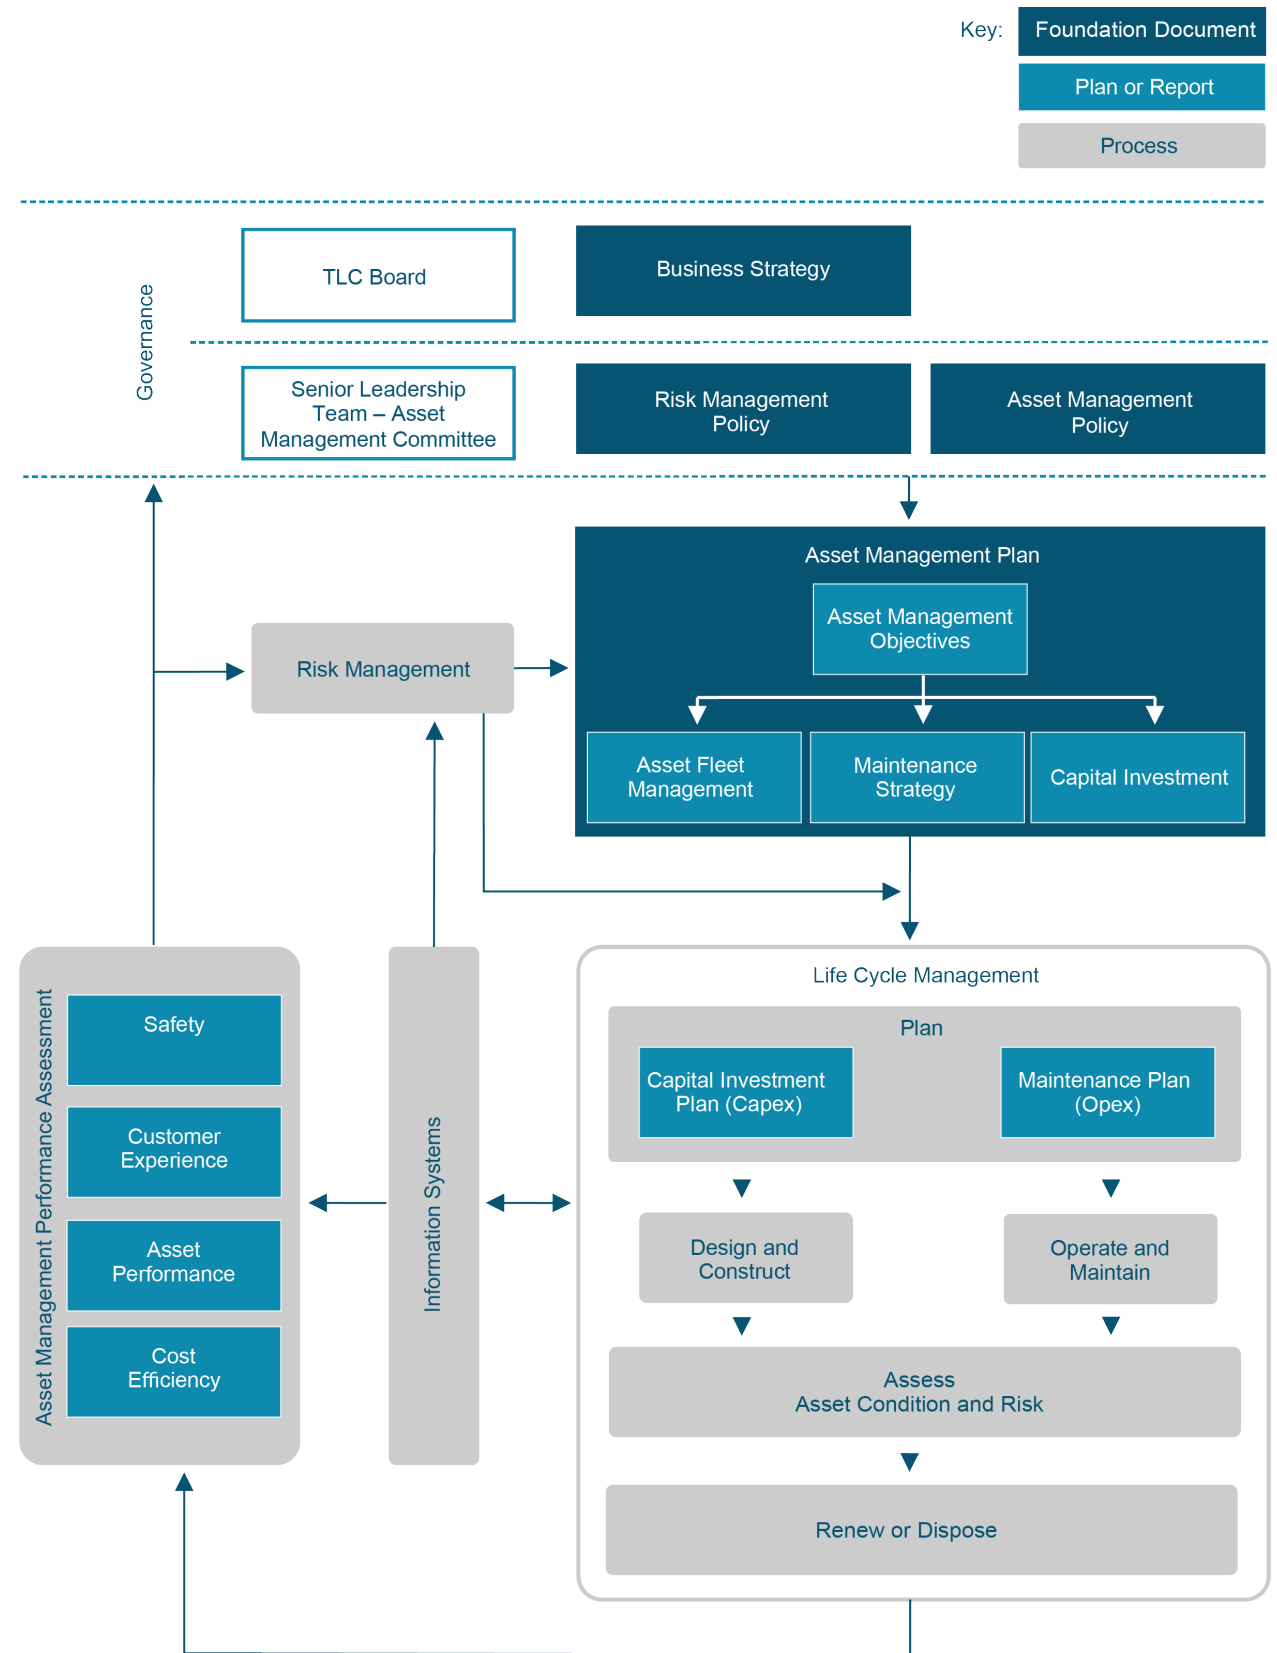 Key:
Foundation Document
Plan or Report
Process
Governance
TLC Board
Business Strategy
Senior Leadership
Team – Asset
Management Committee
Risk Management
Policy
Asset Management
Policy
Asset Management Plan
Asset Management
Objectives
Risk Management
Asset Fleet
Management
Maintenance
Strategy
Capital Investment
Asset Management Performance Assessment
Safety
Customer
Experience
Asset
Performance
Cost
Efficiency
Information Systems
Life Cycle Management
Plan
Capital Investment
Plan (Capex)
Maintenance Plan
(Opex)
Design and
Construct
Operate and
Maintain
Assess
Asset Condition and Risk
Renew or Dispose